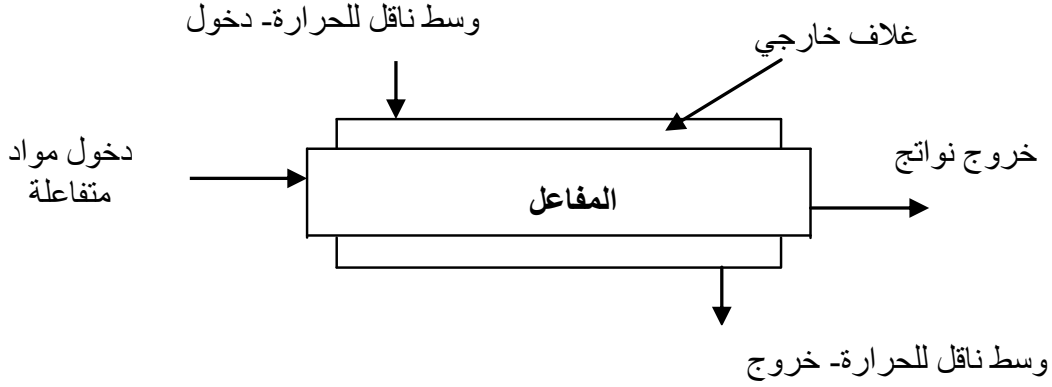 وسط ناقل للحرارة- دخول
غلاف خارجي
دخول مواد
متفاعلة
المفاعل
خروج نواتج
وسط ناقل للحرارة- خروج